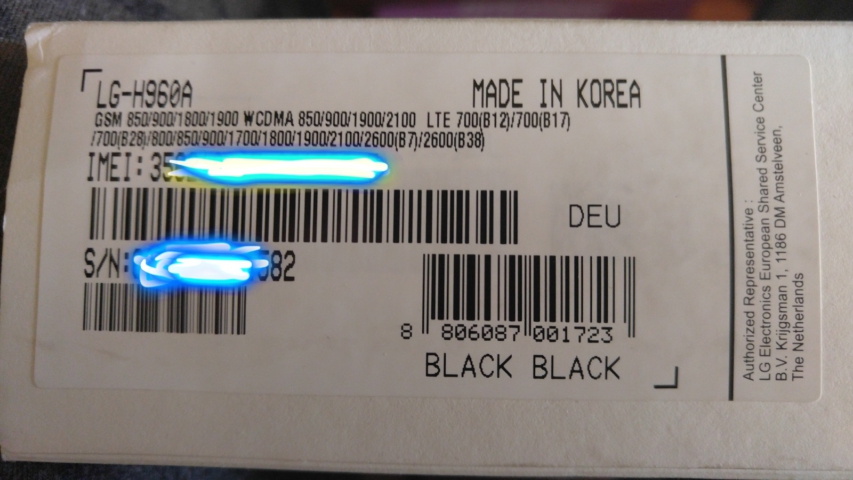 LG-H960A
MADE IN KOREA
GSM 850/900/1800/1900 WCDMA 850/900/1900/2100 LTE 700(B12)/700(B17)
/700(B28)/800/850/900/1700/1800/1900/2100/2600(B7)/2600(B38)
IMEI:
DEU
S/N:
8 806087 001723
BLACK BLACK
Authorized Representative :
LG Electronics European Shared Service Center
B.V. Krijgsman 1, 1186 DM Amstelveen,
The Netherlands